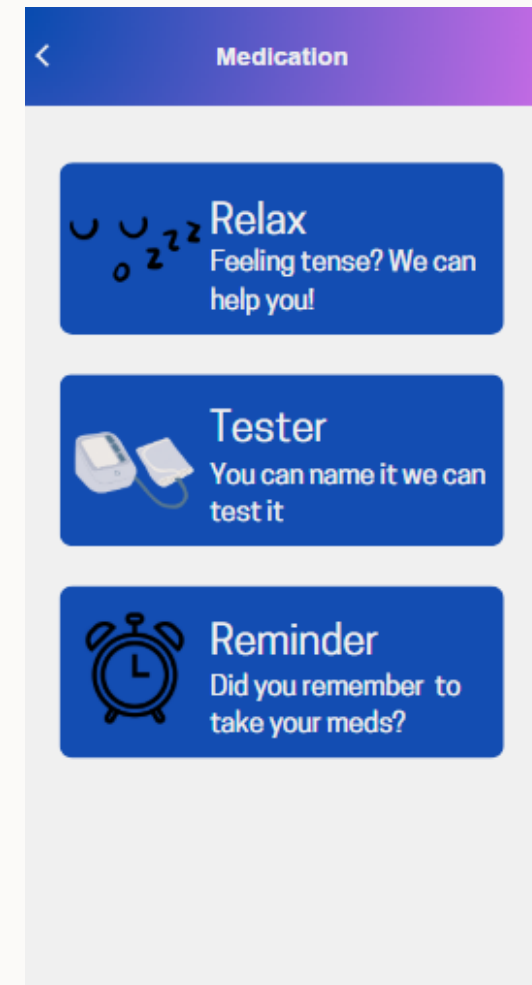 Medication
Relax
Feeling tense? We can
help you!
Tester
You can name it we can
test it
Reminder
Did you remember to
take your meds?